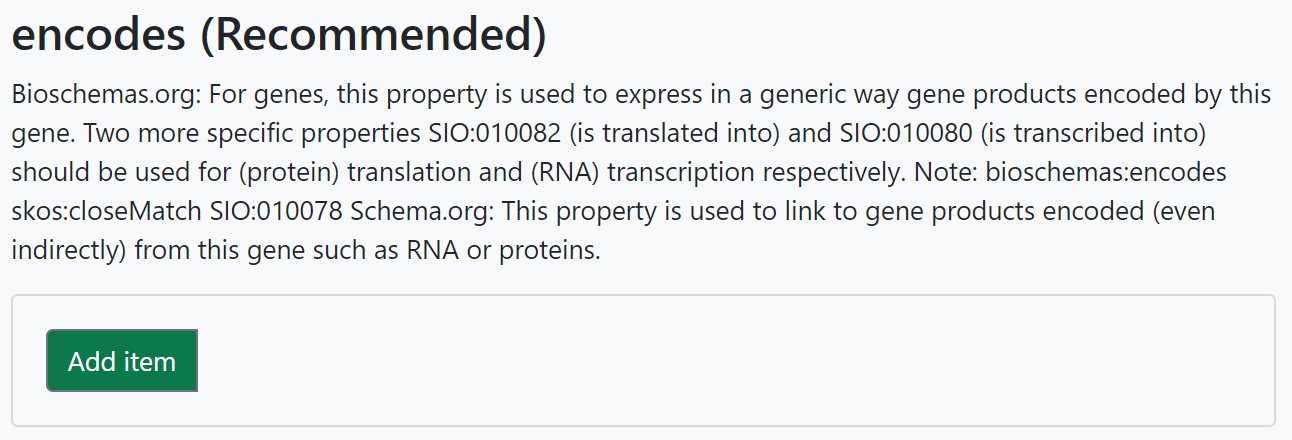 encodes (Recommended)
Bioschemas.org: For genes, this property is used to express in a generic way gene products encoded by this
gene. Two more specific properties SIO:010082 (is translated into) and SIO:010080 (is transcribed into)
should be used for (protein) translation and (RNA) transcription respectively. Note: bioschemas:encodes
skos:closeMatch SIO:010078 Schema.org: This property is used to link to gene products encoded (even
indirectly) from this gene such as RNA or proteins.
Add item